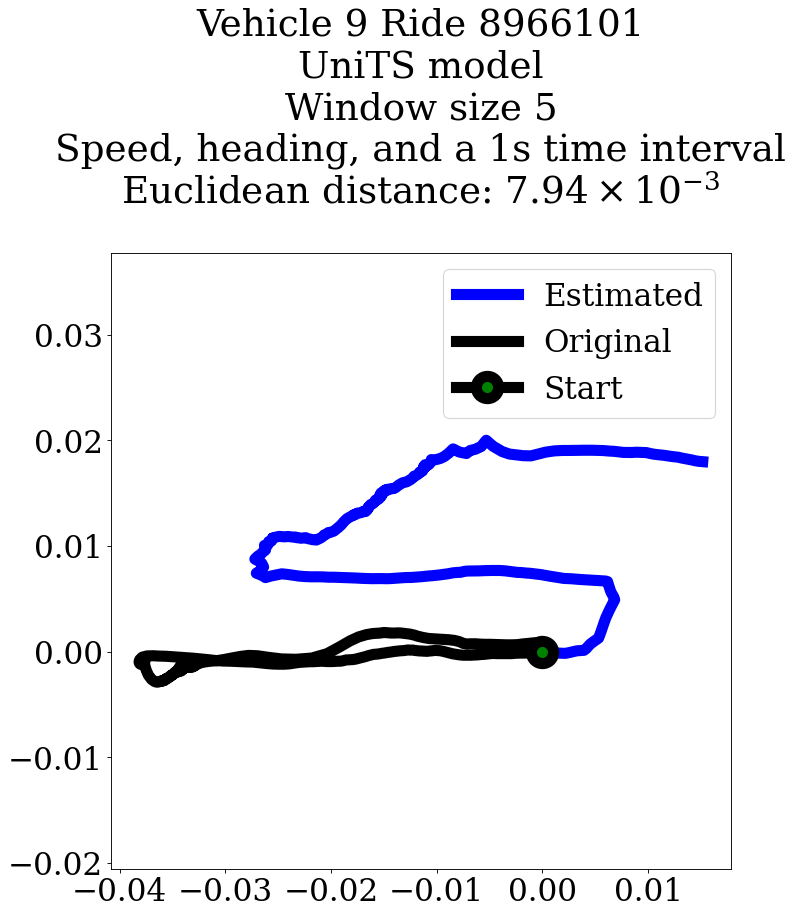 Vehicle 9 Ride 8966101
UniTS model
Window size 5
Speed, heading, and a 1s time interval
Euclidean distance: 7.94 × 10⁻³
Estimated
Original
Start
0.03
0.02
0.01
0.00
−0.01
−0.02
−0.04 −0.03 −0.02 −0.01 0.00 0.01